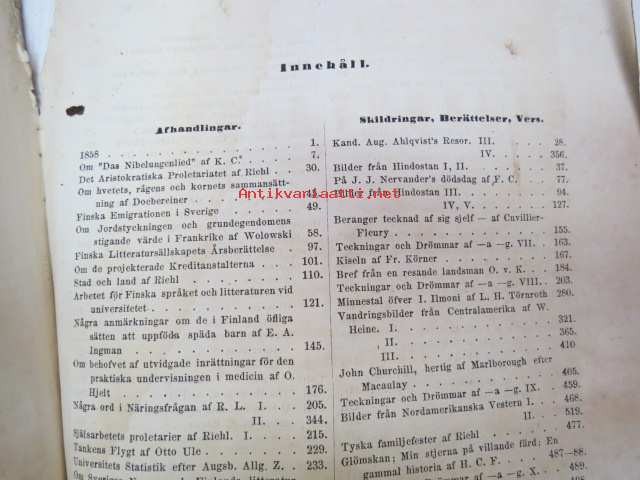 Innehåll.
Afhandlingar.
1858 1.
Om "Das Nibelungenlied" af K. C. 7.
Det Aristokratiska Proletariatet af Riehl 30.
Om hvetets, rågens och kornets sammansätt-
ning af Doebereiner
Finska Emigrationen i Sverige 49.
Om Jordstyckningen och grundegendomens
stigande värde i Frankrike af Wolowski 58.
Finska Litteratursällskapets Årsberättelse 97.
Om de projekterade Kreditanstalterna 101.
Stad och land af Riehl 110.
Arbetet för Finska språket och litteraturen vid
universitetet 121.
Några anmärkningar om de i Finland öfliga
sätten att uppföda späda barn af E. A.
Ingman 145.
Om behofvet af utvidgade inrättningar för den
praktiska undervisningen i medicin af O.
Hjelt 176.
Några ord i Näringsfrågan af R. L. I. 205.
II. 344.
Själsarbetets proletarier af Riehl. I. 215.
Tankens Flygt af Otto Ule 229.
Universitets Statistik efter Augsb. Allg. Z. 233.
Skildringar, Berättelser, Vers.
Kand. Aug. Ahlqvist's Resor. III. 28.
IV. 356.
Bilder från Hindostan I, II. 37.
På J. J. Nervander's dödsdag af F. C. 77.
från Hindostan III. 94.
IV, V. 127.
Beranger tecknad af sig sjelf — af Cuvillier-
Fleury 155.
Teckningar och Drömmar af —a —g. VII. 163.
Kiseln af Fr. Körner 167.
Bref från en resande landsman O. v. K. 184.
Teckningar och Drömmar af —a —g. VIII. 203.
Minnestal öfver I. Ilmoni af L. H. Törnroth 280.
Vandringsbilder från Centralamerika af W.
Heine. I. 321.
„ II. 365.
III. 410
John Churchill, hertig af Marlborough efter
Macaulay 405.
Teckningar och Drömmar af —a —g. IX. 459.
Bilder från Nordamerikanska Vestern I. 468.
II. 519.
Tyska familjefester af Riehl 477.
Glömskan; Min stjerna på villande färd; En
gammal historia af H. C. F. 487—88.
489.
Antikvariaatti.net